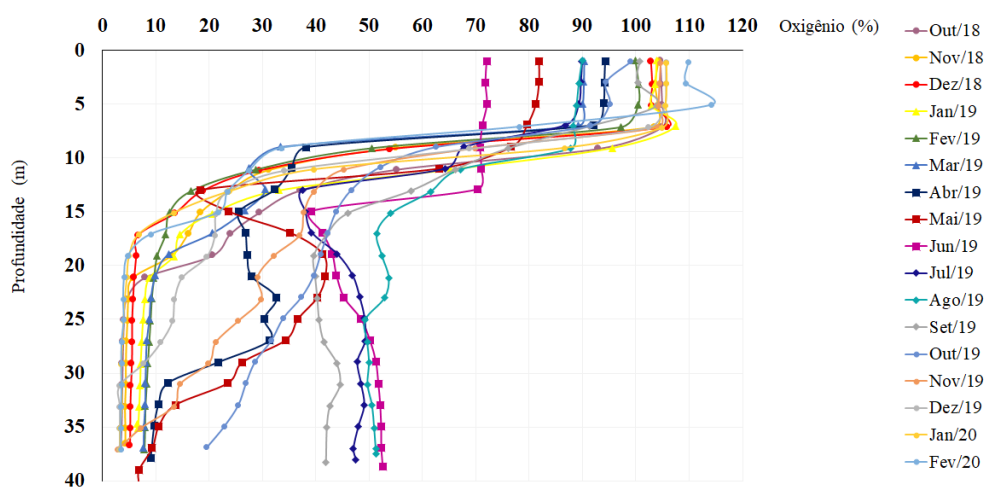 0 10 20 30 40 50 60 70 80 90 100 110 120 Oxigênio (%)
0
5
10
15
20
25
30
35
40
Profundidade (m)
Out/18
Nov/18
Dez/18
Jan/19
Fev/19
Mar/19
Abr/19
Mai/19
Jun/19
Jul/19
Ago/19
Set/19
Out/19
Nov/19
Dez/19
Jan/20
Fev/20